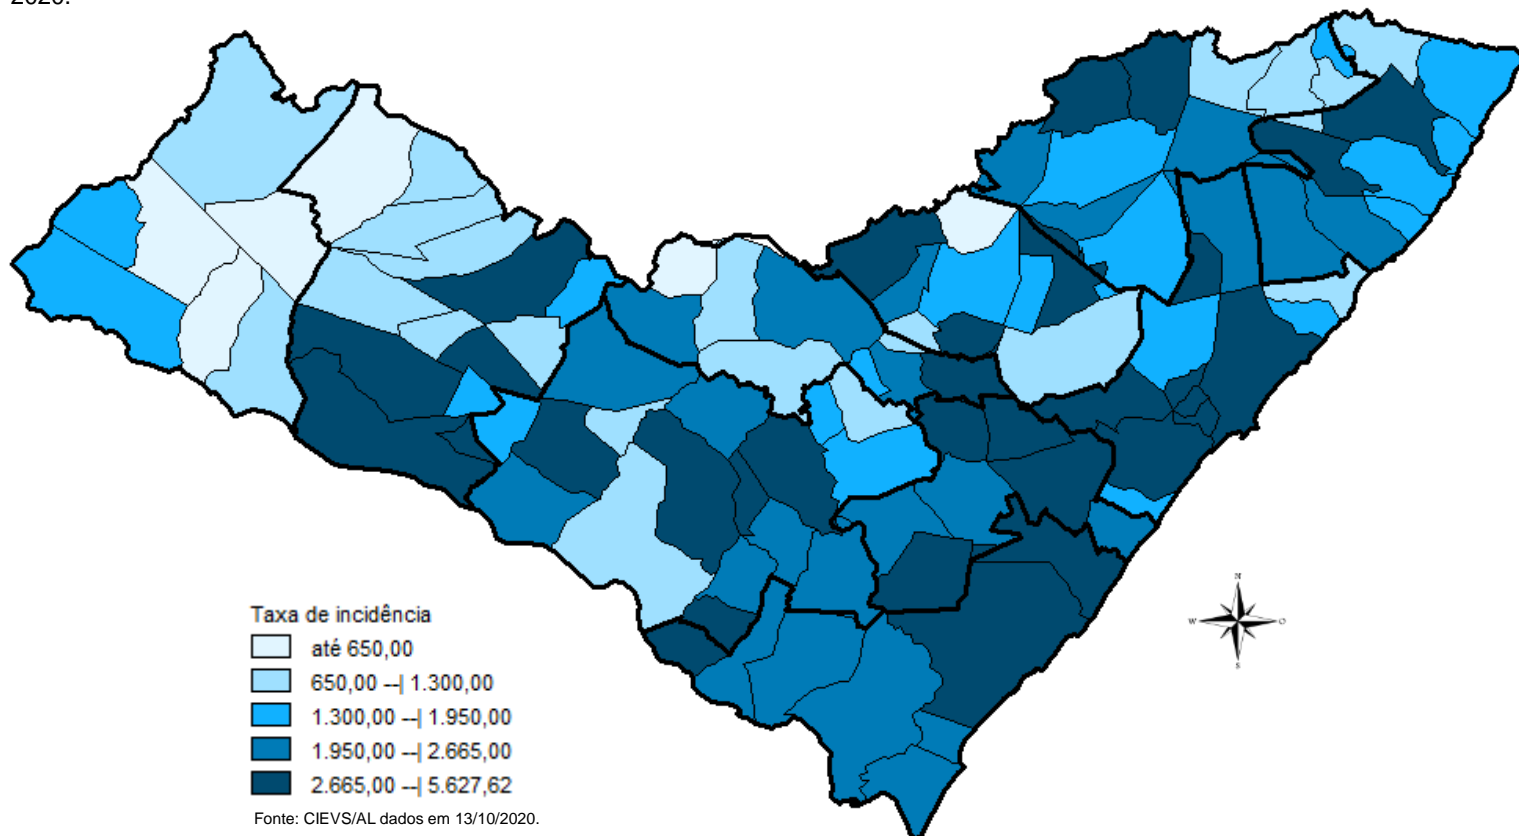 2020.
N
W
O
S
Taxa de incidência
até 650,00
650,00 --| 1.300,00
1.300,00 --| 1.950,00
1.950,00 --| 2.665,00
2.665,00 --| 5.627,62
Fonte: CIEVS/AL dados em 13/10/2020.